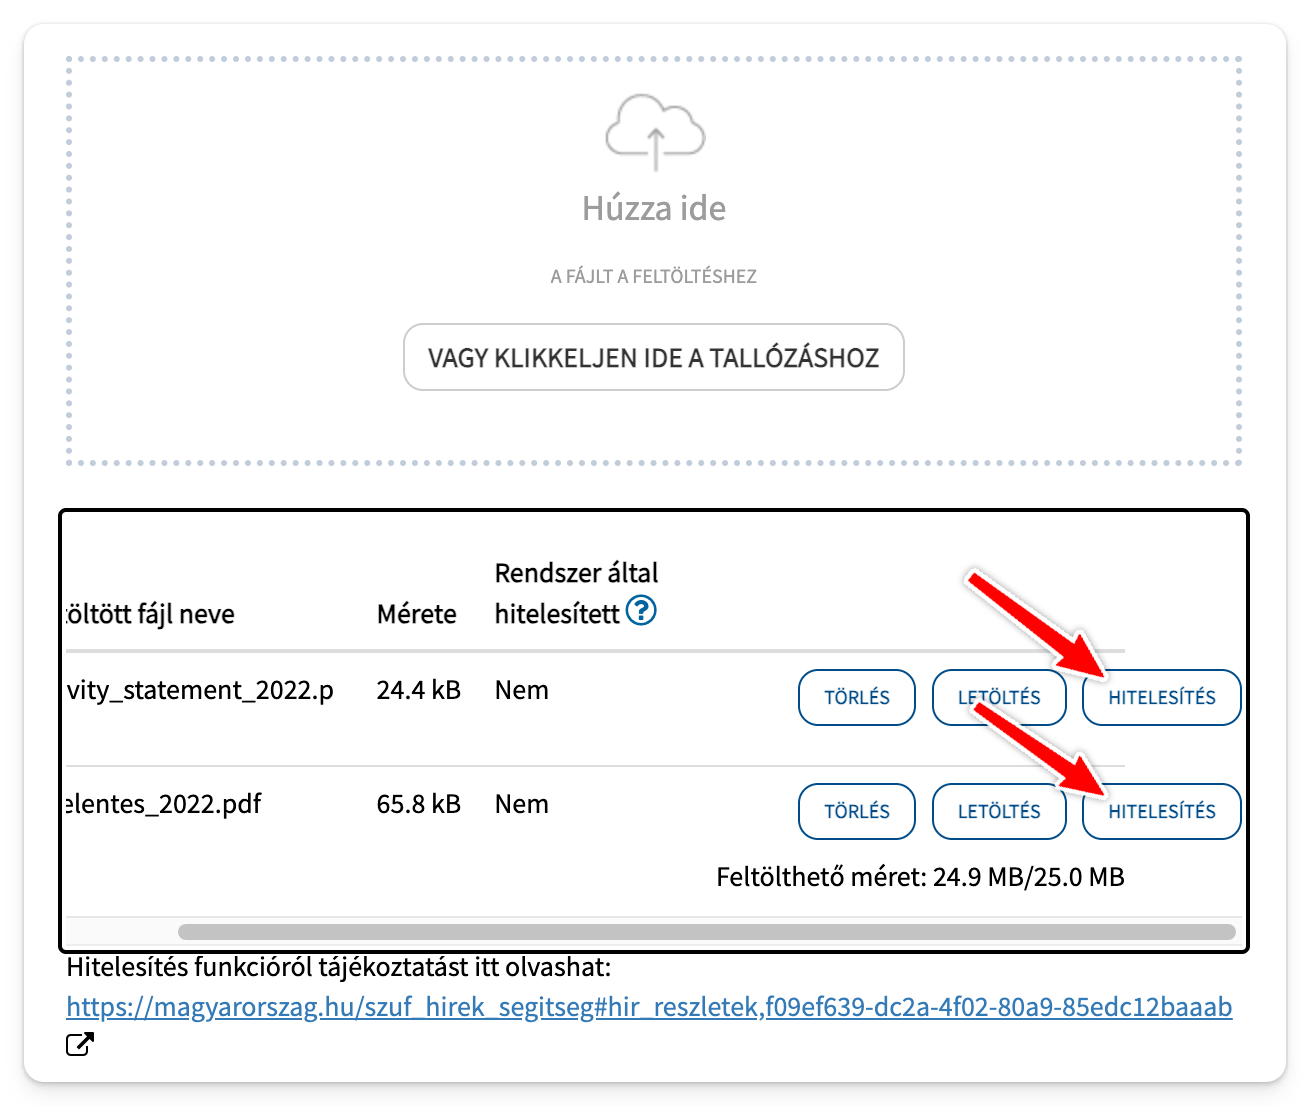 Húzza ide
A FÁJLT A FELTÖLTÉSHEZ
VAGY KLIKKELJEN IDE A TALLÓZÁSHOZ
Rendszer által
töltött fájl neve Mérete hitelesített ?
vity_statement_2022.p 24.4 kB Nem TÖRLÉS LETÖLTÉS HITELESÍTÉS
elentes_2022.pdf 65.8 kB Nem TÖRLÉS LETÖLTÉS HITELESÍTÉS
Feltölthető méret: 24.9 MB/25.0 MB
Hitelesítés funkcióról tájékoztatást itt olvashat:
https://magyarorszag.hu/szuf_hirek_segitseg#hir_reszletek,f09ef639-dc2a-4f02-80a9-85edc12baaab